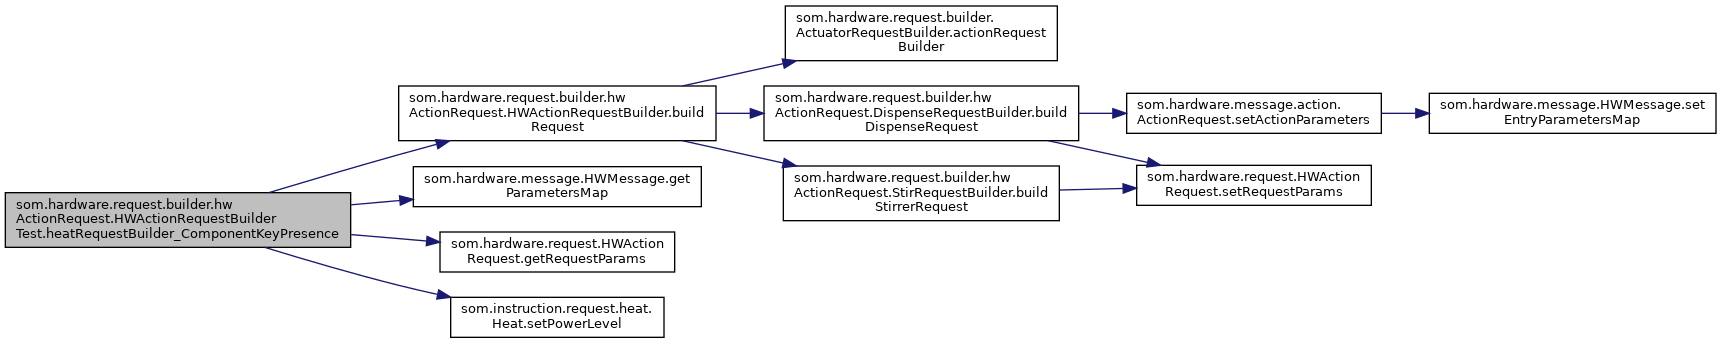 som.hardware.request.builder.hw
ActionRequest.HWActionRequestBuilder
Test.heatRequestBuilder_ComponentKeyPresence
som.hardware.request.builder.hw
ActionRequest.HWActionRequestBuilder.build
Request
som.hardware.message.HWMessage.get
ParametersMap
som.hardware.request.HWAction
Request.getRequestParams
som.instruction.request.heat.
Heat.setPowerLevel
som.hardware.request.builder.
ActuatorRequestBuilder.actionRequest
Builder
som.hardware.request.builder.hw
ActionRequest.DispenseRequestBuilder.build
DispenseRequest
som.hardware.request.builder.hw
ActionRequest.StirRequestBuilder.build
StirrerRequest
som.hardware.message.action.
ActionRequest.setActionParameters
som.hardware.request.HWAction
Request.setRequestParams
som.hardware.message.HWMessage.set
EntryParametersMap